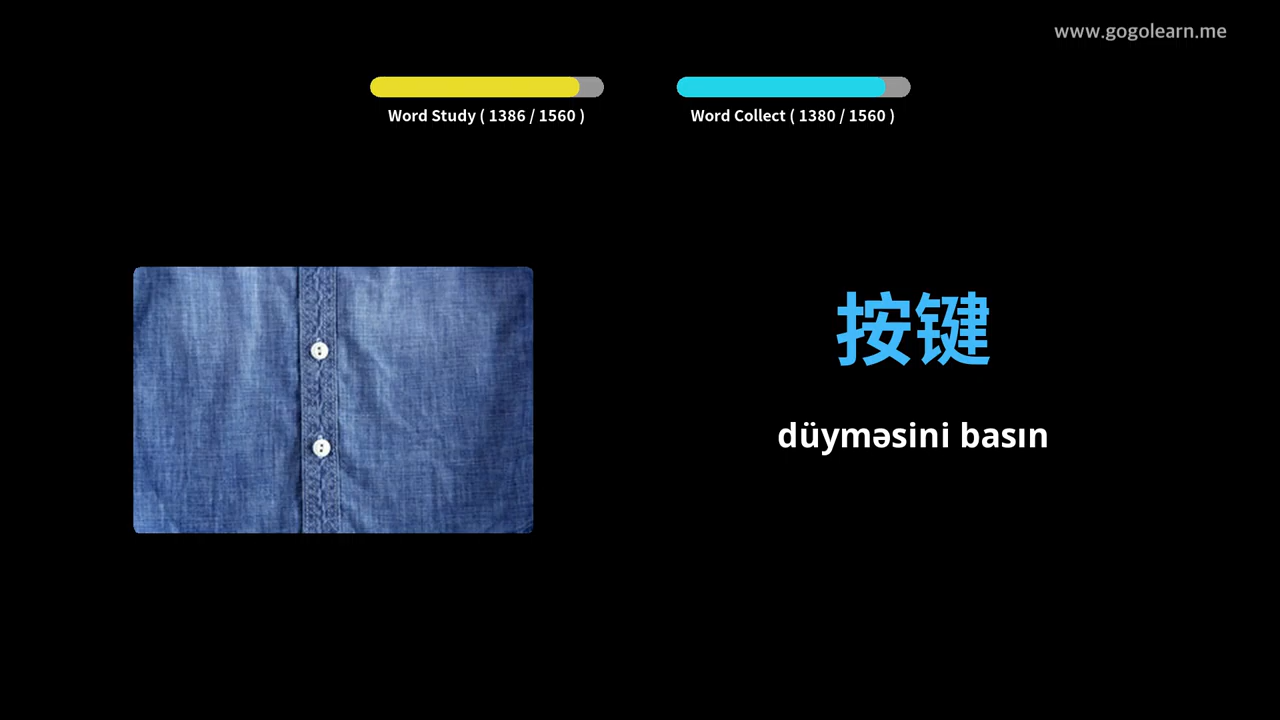 www.gogolearn.me
Word Study ( 1386 / 1560 )
Word Collect ( 1380 / 1560 )
按键
düyməsini basın